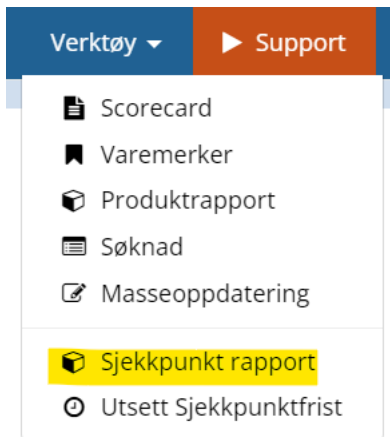 Verktøy Support
Scorecard
Varemerker
Produktrapport
Søknad
Masseoppdatering
Sjekkpunkt rapport
Utsett Sjekkpunktfrist